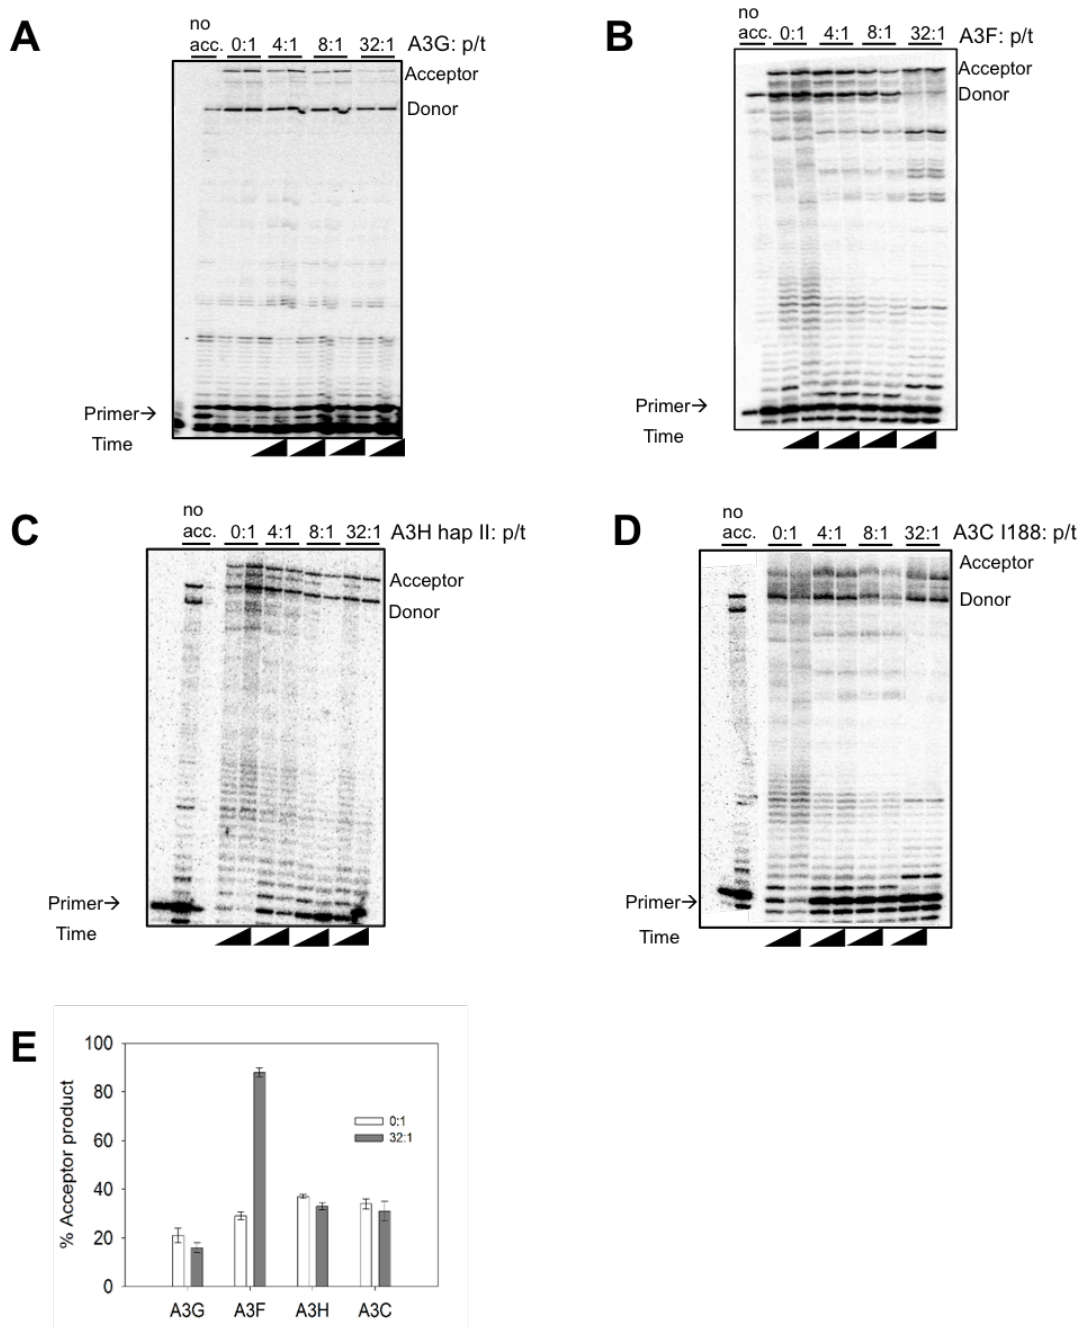 A
no
acc. 0:1 4:1 8:1 32:1 A3G: p/t
Acceptor
Donor
Primer→
Time
B
no
acc. 0:1 4:1 8:1 32:1 A3F: p/t
Acceptor
Donor
Primer→
Time
C
no
acc. 0:1 4:1 8:1 32:1 A3H hap II: p/t
Acceptor
Donor
Primer→
Time
D
no
acc. 0:1 4:1 8:1 32:1 A3C I188: p/t
Acceptor
Donor
Primer→
Time
E
% Acceptor product
100
80
60
40
20
0
0:1
32:1
A3G A3F A3H A3C